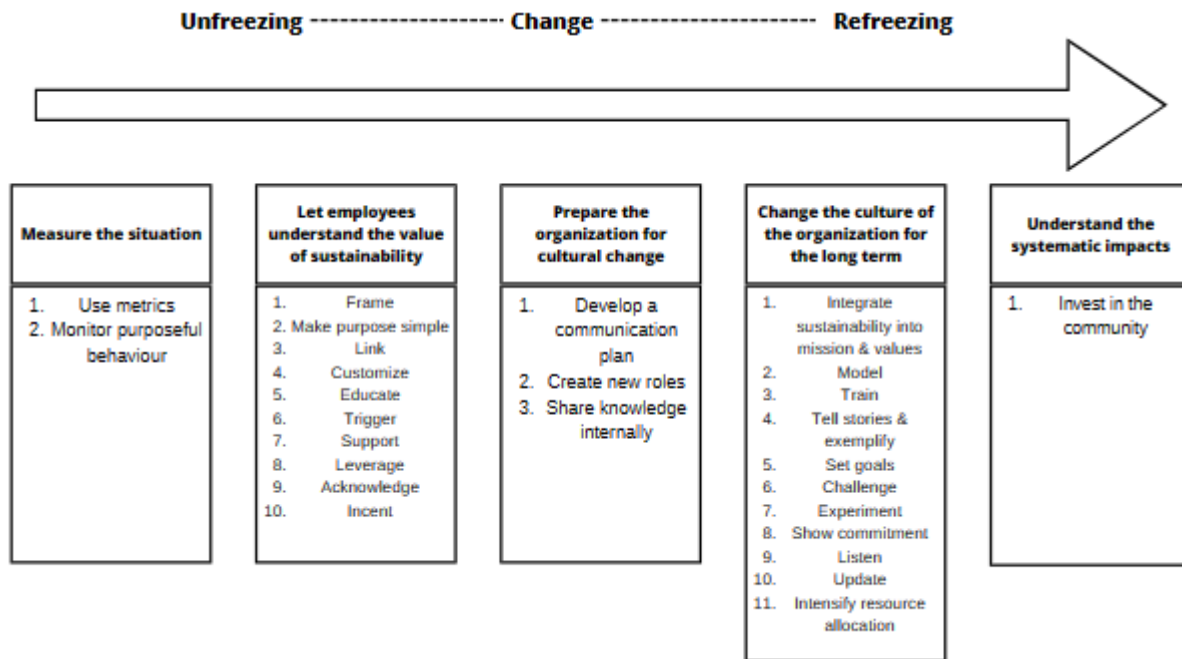 Unfreezing ---------------------- Change ---------------------- Refreezing
Measure the situation
1. Use metrics
2. Monitor purposeful
behaviour
Let employees
understand the value
of sustainability
1. Frame
2. Make purpose simple
3. Link
4. Customize
5. Educate
6. Trigger
7. Support
8. Leverage
9. Acknowledge
10. Incent
Prepare the
organization for
cultural change
1. Develop a
communication
plan
2. Create new roles
3. Share knowledge
internally
Change the culture of
the organization for
the long term
1. Integrate
sustainability into
mission & values
2. Model
3. Train
4. Tell stories &
exemplify
5. Set goals
6. Challenge
7. Experiment
8. Show commitment
9. Listen
10. Update
11. Intensify resource
allocation
Understand the
systematic impacts
1. Invest in the
community